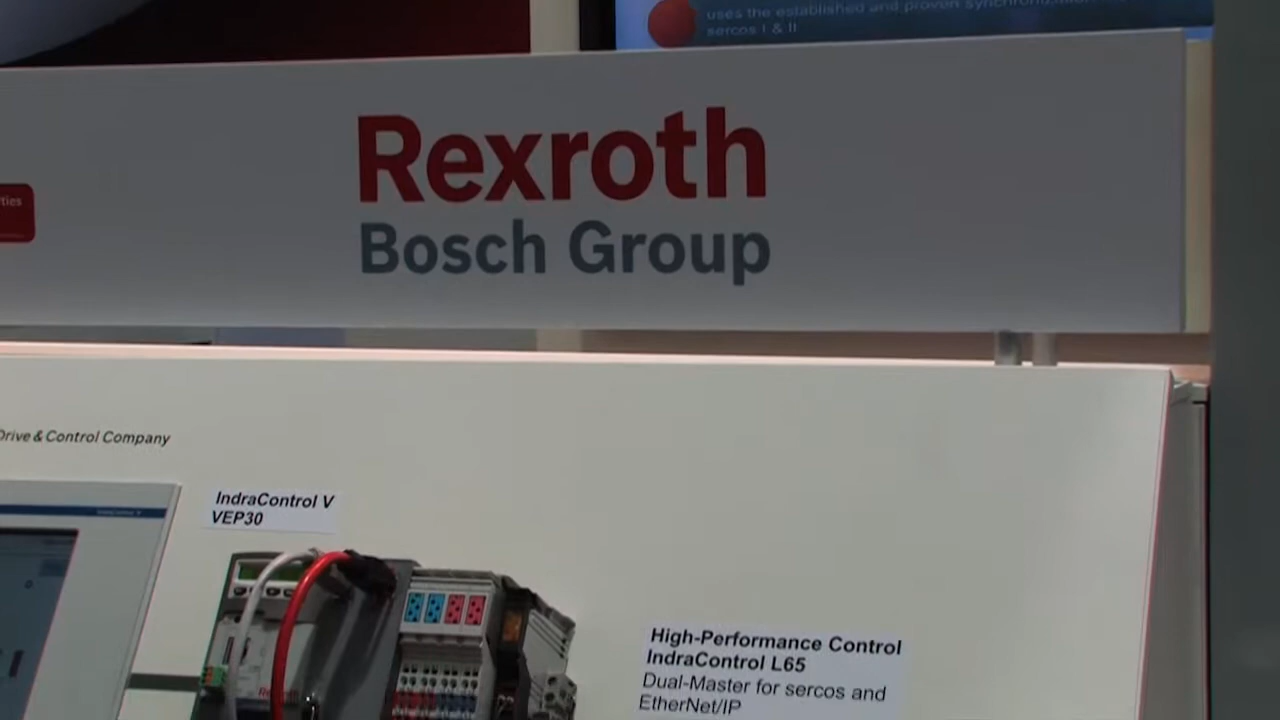 uses the established and proven
sercos I & II
Rexroth
Bosch Group
ties
Drive & Control Company
IndraControl V
VEP30
High-Performance Control
IndraControl L65
Dual-Master for sercos and
EtherNet/IP